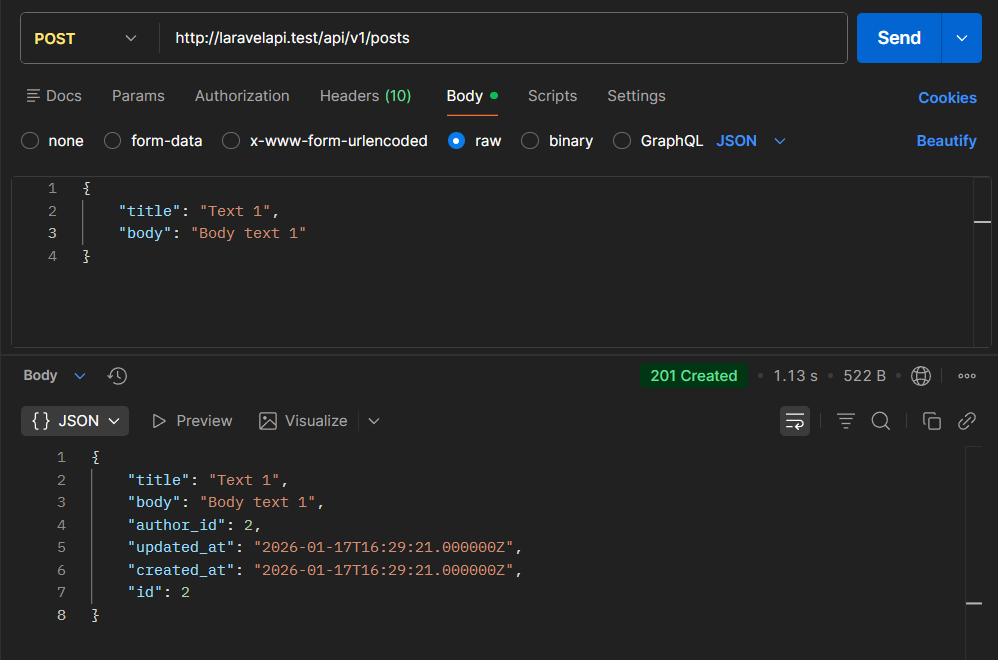 POST http://laravelapi.test/api/v1/posts Send
Docs Params Authorization Headers (10) Body Scripts Settings Cookies
none form-data x-www-form-urlencoded raw binary GraphQL JSON Beautify
1 {
2 "title": "Text 1",
3 "body": "Body text 1"
4 }
Body 201 Created • 1.13 s • 522 B •
{} JSON Preview Visualize
1 {
2 "title": "Text 1",
3 "body": "Body text 1",
4 "author_id": 2,
5 "updated_at": "2026-01-17T16:29:21.000000Z",
6 "created_at": "2026-01-17T16:29:21.000000Z",
7 "id": 2
8 }